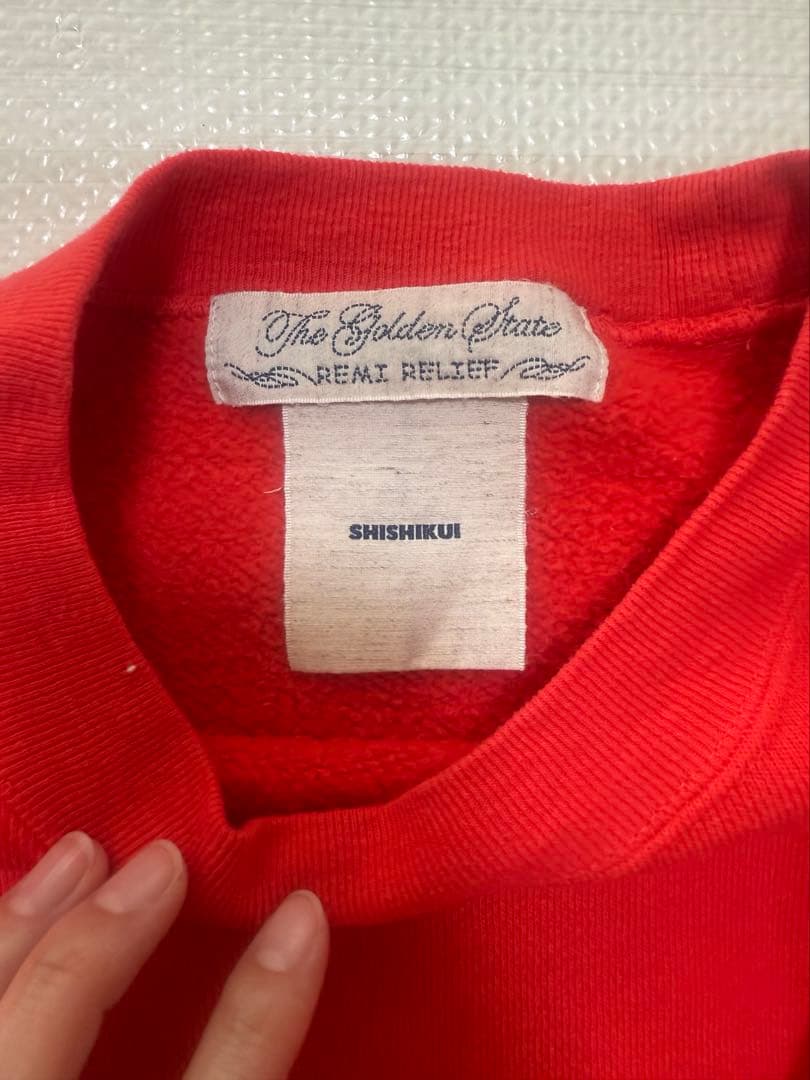 The Golden State
REMI RELIEF
SHISHIKUI